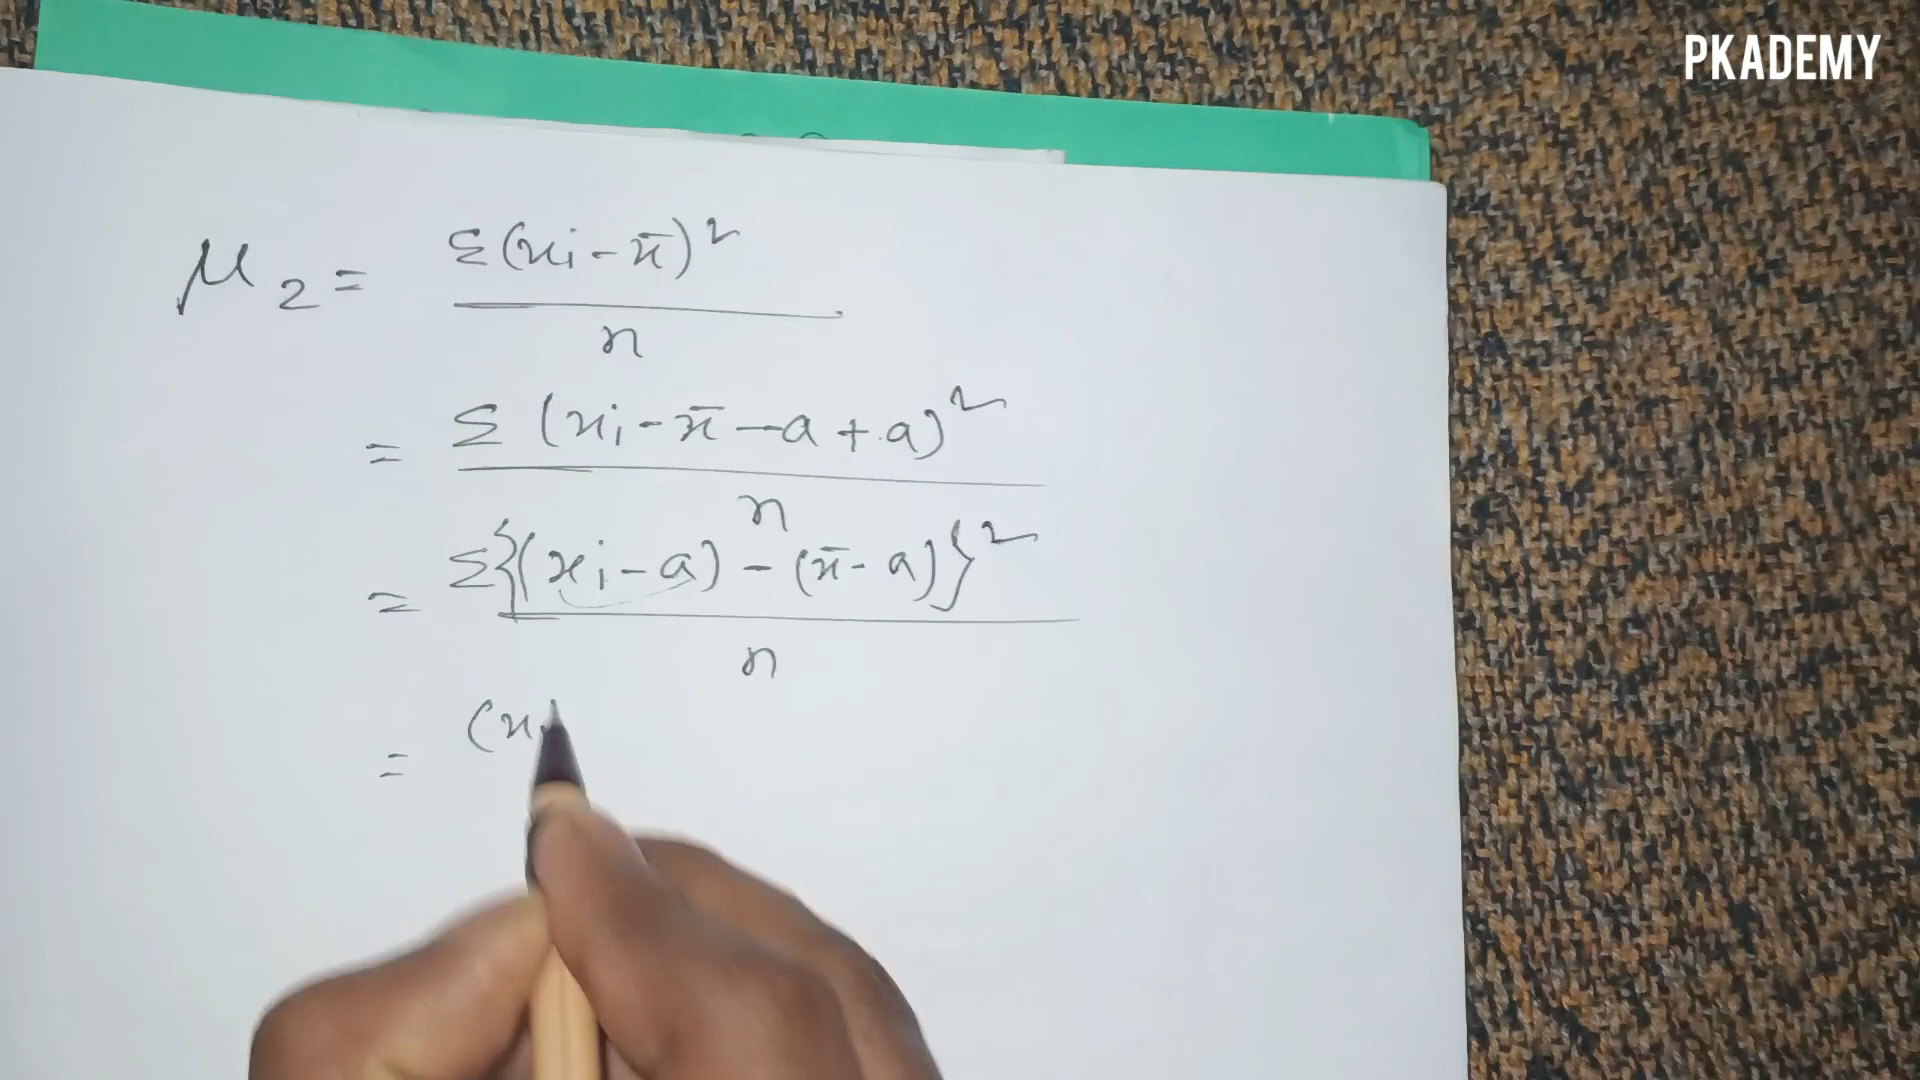 PKADEMY
μ₂ = Σ(xi - x̄)² / n
= Σ (xi - x̄ - a + a)² / n
= Σ{(xi - a) - (x̄ - a)}² / n
= (xi